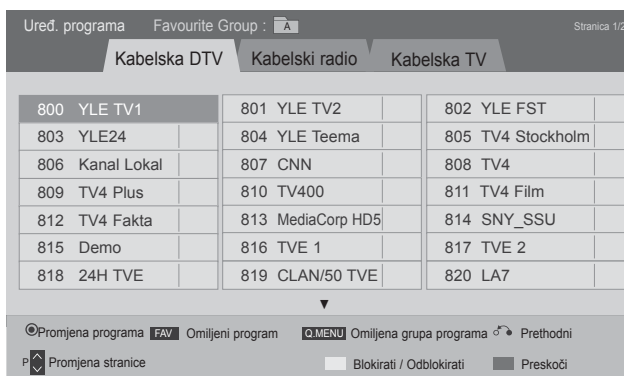 Uređ. programa Favourite Group : A Stranica 1/2
Kabelska DTV Kabelski radio Kabelska TV
800 YLE TV1 801 YLE TV2 802 YLE FST
803 YLE24 804 YLE Teema 805 TV4 Stockholm
806 Kanal Lokal 807 CNN 808 TV4
809 TV4 Plus 810 TV400 811 TV4 Film
812 TV4 Fakta 813 MediaCorp HD5 814 SNY_SSU
815 Demo 816 TVE 1 817 TVE 2
818 24H TVE 819 CLAN/50 TVE 820 LA7
Promjena programa FAV Omiljeni program Q.MENU Omiljena grupa programa Prethodni
P Promjena stranice Blokirati / Odblokirati Preskoči